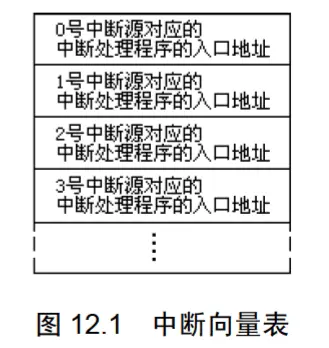 0号中断源对应的
中断处理程序的入口地址
1号中断源对应的
中断处理程序的入口地址
2号中断源对应的
中断处理程序的入口地址
3号中断源对应的
中断处理程序的入口地址
⋮
图 12.1 中断向量表